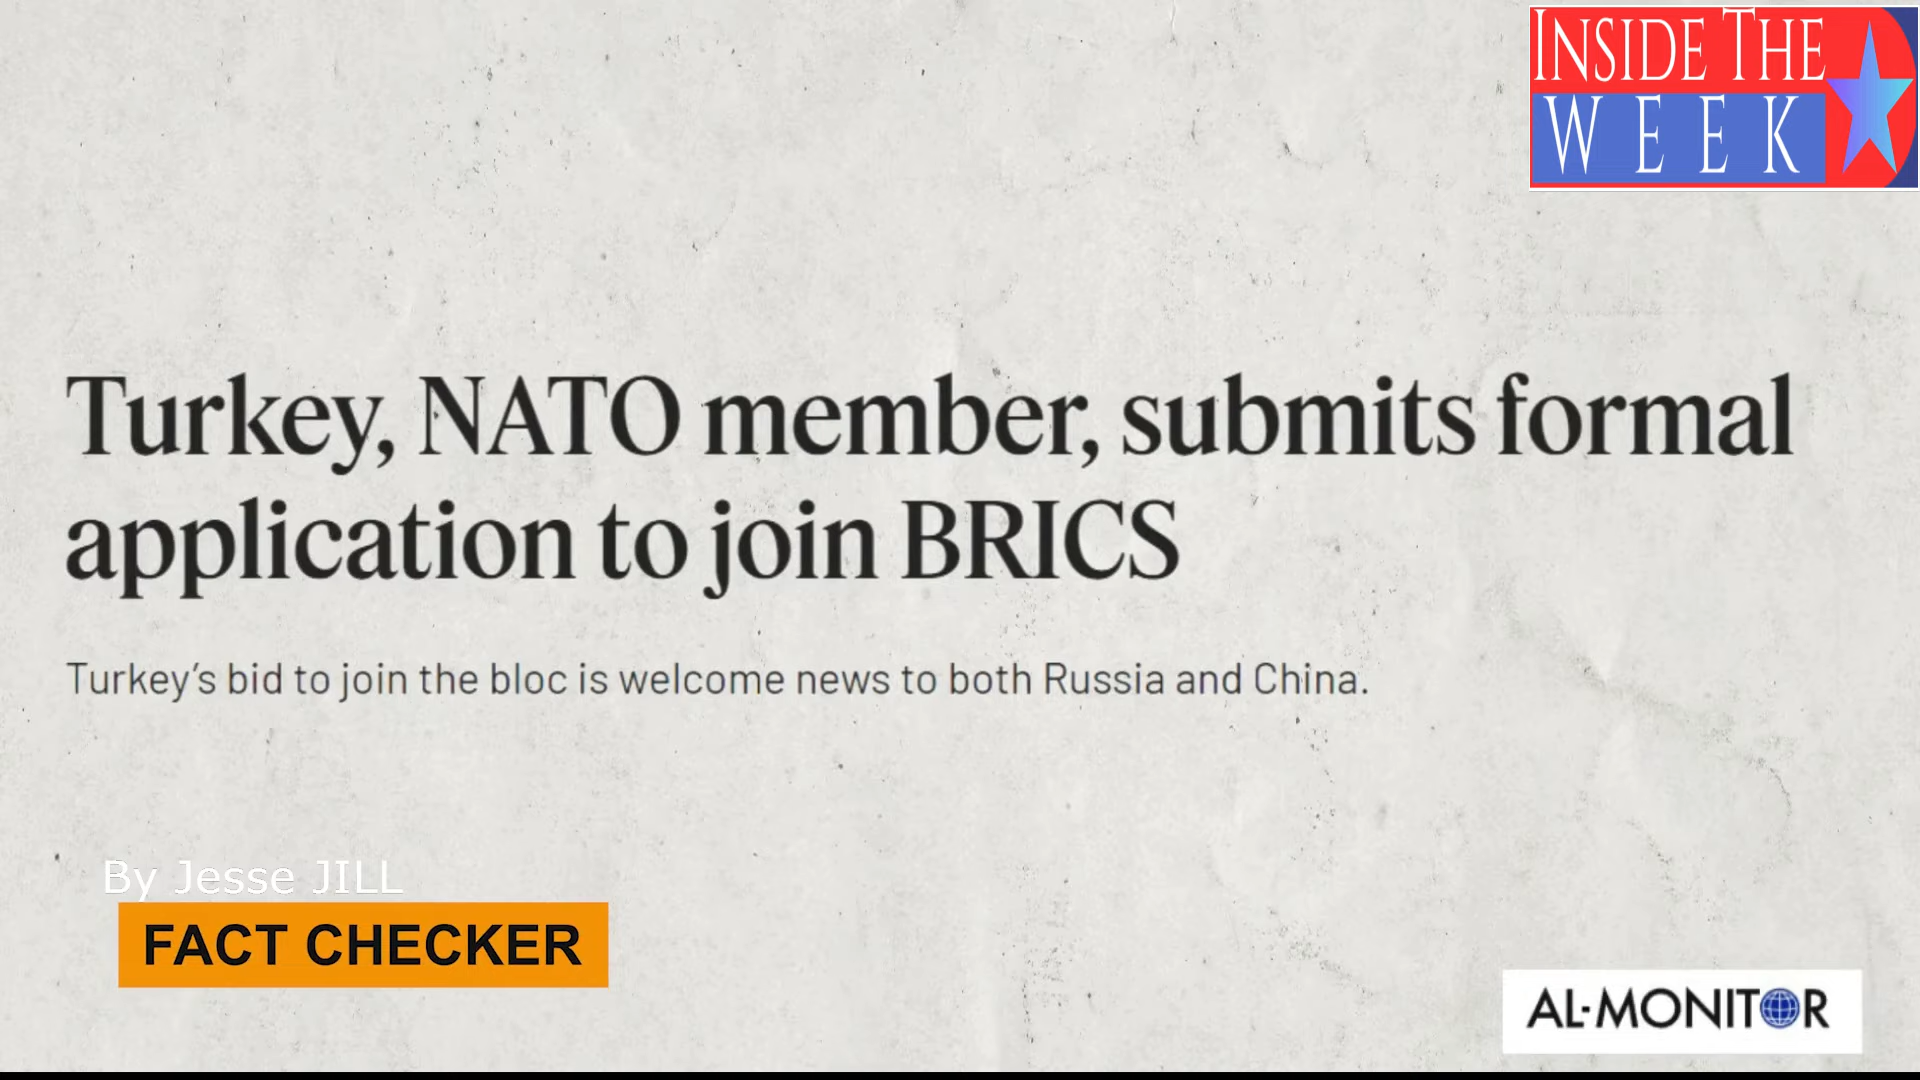 INSIDE THE
WEEK
Turkey, NATO member, submits formal
application to join BRICS
Turkey’s bid to join the bloc is welcome news to both Russia and China.
By Jesse JILL
FACT CHECKER
AL-MONITOR